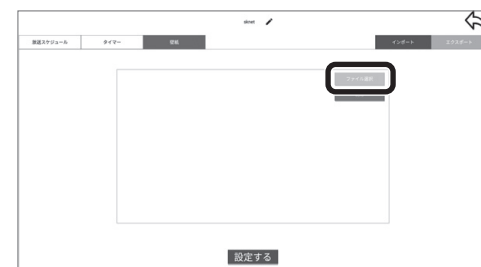 放送スケジュール
タイマー
壁紙
インポート
エクスポート
ファイル選択
設定する